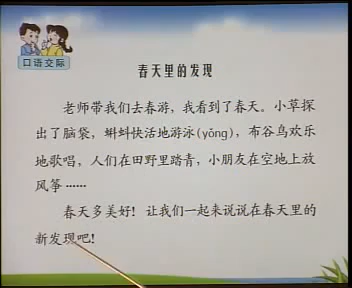 口语交际
春天里的发现
老师带我们去春游，我看到了春天。小草探
出了脑袋，蝌蚪快活地游泳(yǒng)，布谷鸟欢乐
地歌唱，人们在田野里踏青，小朋友在空地上放
风筝……
春天多美好！让我们一起来说说在春天里的
新发现吧！